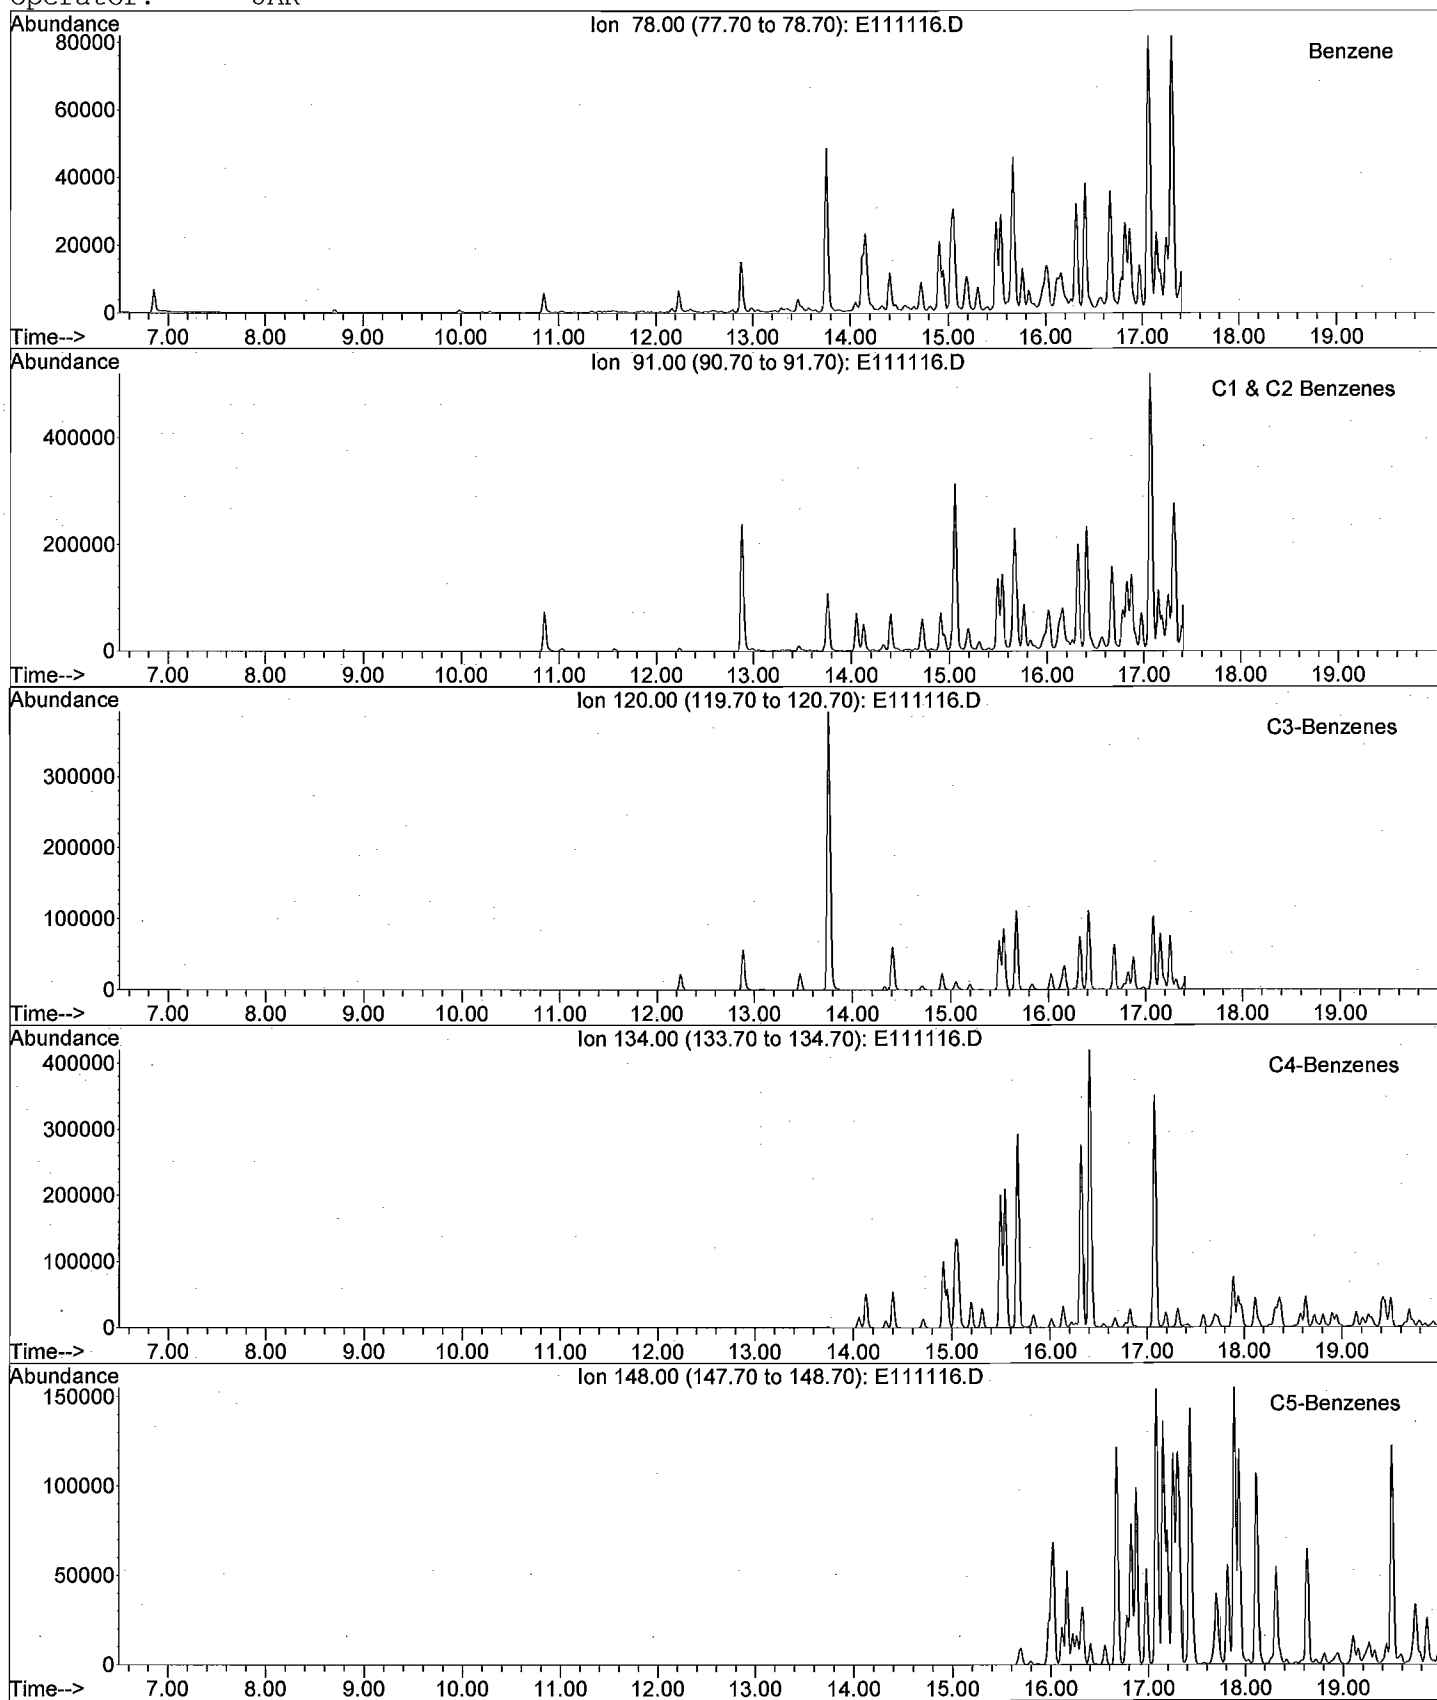 Abundance
Ion 78.00 (77.70 to 78.70): E111116.D
Benzene
80000
60000
40000
20000
0
Time--> 7.00 8.00 9.00 10.00 11.00 12.00 13.00 14.00 15.00 16.00 17.00 18.00 19.00
Abundance
Ion 91.00 (90.70 to 91.70): E111116.D
C1 & C2 Benzenes
400000
200000
0
Time--> 7.00 8.00 9.00 10.00 11.00 12.00 13.00 14.00 15.00 16.00 17.00 18.00 19.00
Abundance
Ion 120.00 (119.70 to 120.70): E111116.D
C3-Benzenes
300000
200000
100000
0
Time--> 7.00 8.00 9.00 10.00 11.00 12.00 13.00 14.00 15.00 16.00 17.00 18.00 19.00
Abundance
Ion 134.00 (133.70 to 134.70): E111116.D
C4-Benzenes
400000
300000
200000
100000
0
Time--> 7.00 8.00 9.00 10.00 11.00 12.00 13.00 14.00 15.00 16.00 17.00 18.00 19.00
Abundance
Ion 148.00 (147.70 to 148.70): E111116.D
C5-Benzenes
150000
100000
50000
0
Time--> 7.00 8.00 9.00 10.00 11.00 12.00 13.00 14.00 15.00 16.00 17.00 18.00 19.00